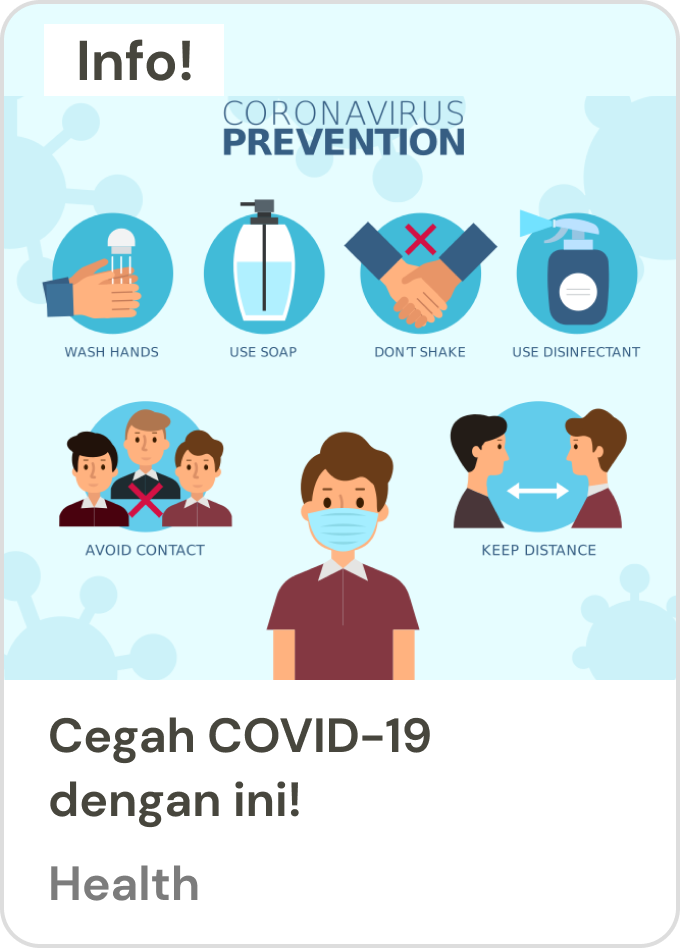 Info!
CORONAVIRUS
PREVENTION
WASH HANDS
USE SOAP
DON'T SHAKE
USE DISINFECTANT
AVOID CONTACT
KEEP DISTANCE
Cegah COVID-19
dengan ini!
Health